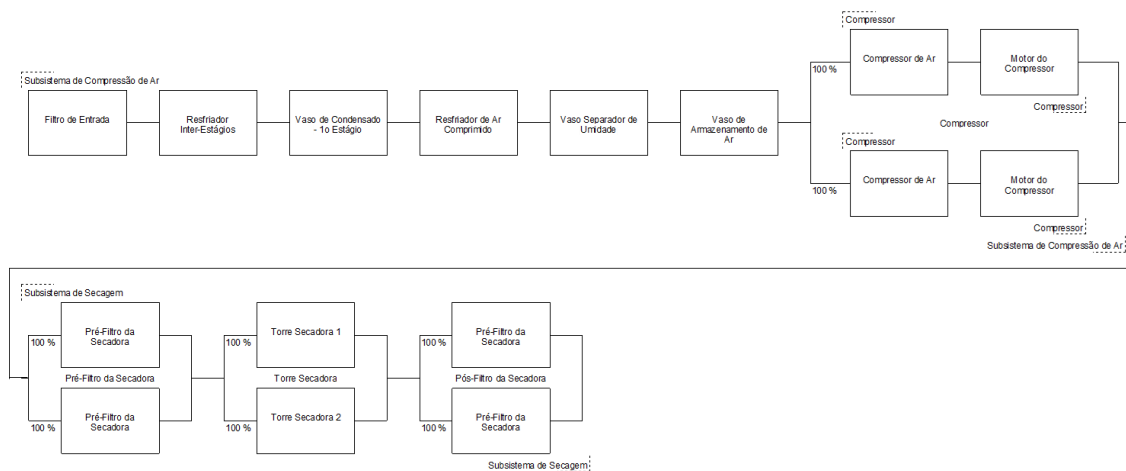 Compressor
Compressor de Ar
Motor do
Compressor
100 %
Subsistema de Compressão de Ar
Filtro de Entrada
Resfriador
Inter-Estágios
Vaso de Condensado
- 1o Estágio
Resfriador de Ar
Comprimido
Vaso Separador de
Umidade
Vaso de
Armazenamento de
Ar
Compressor
Compressor
Compressor
Compressor de Ar
Motor do
Compressor
100 %
Compressor
Subsistema de Compressão de Ar
Subsistema de Secagem
Pré-Filtro da
Secadora
Torre Secadora 1
Pré-Filtro da
Secadora
100 %
100 %
100 %
Pré-Filtro da Secadora
Torre Secadora
Pós-Filtro da Secadora
Pré-Filtro da
Secadora
Torre Secadora 2
Pré-Filtro da
Secadora
100 %
100 %
100 %
Subsistema de Secagem